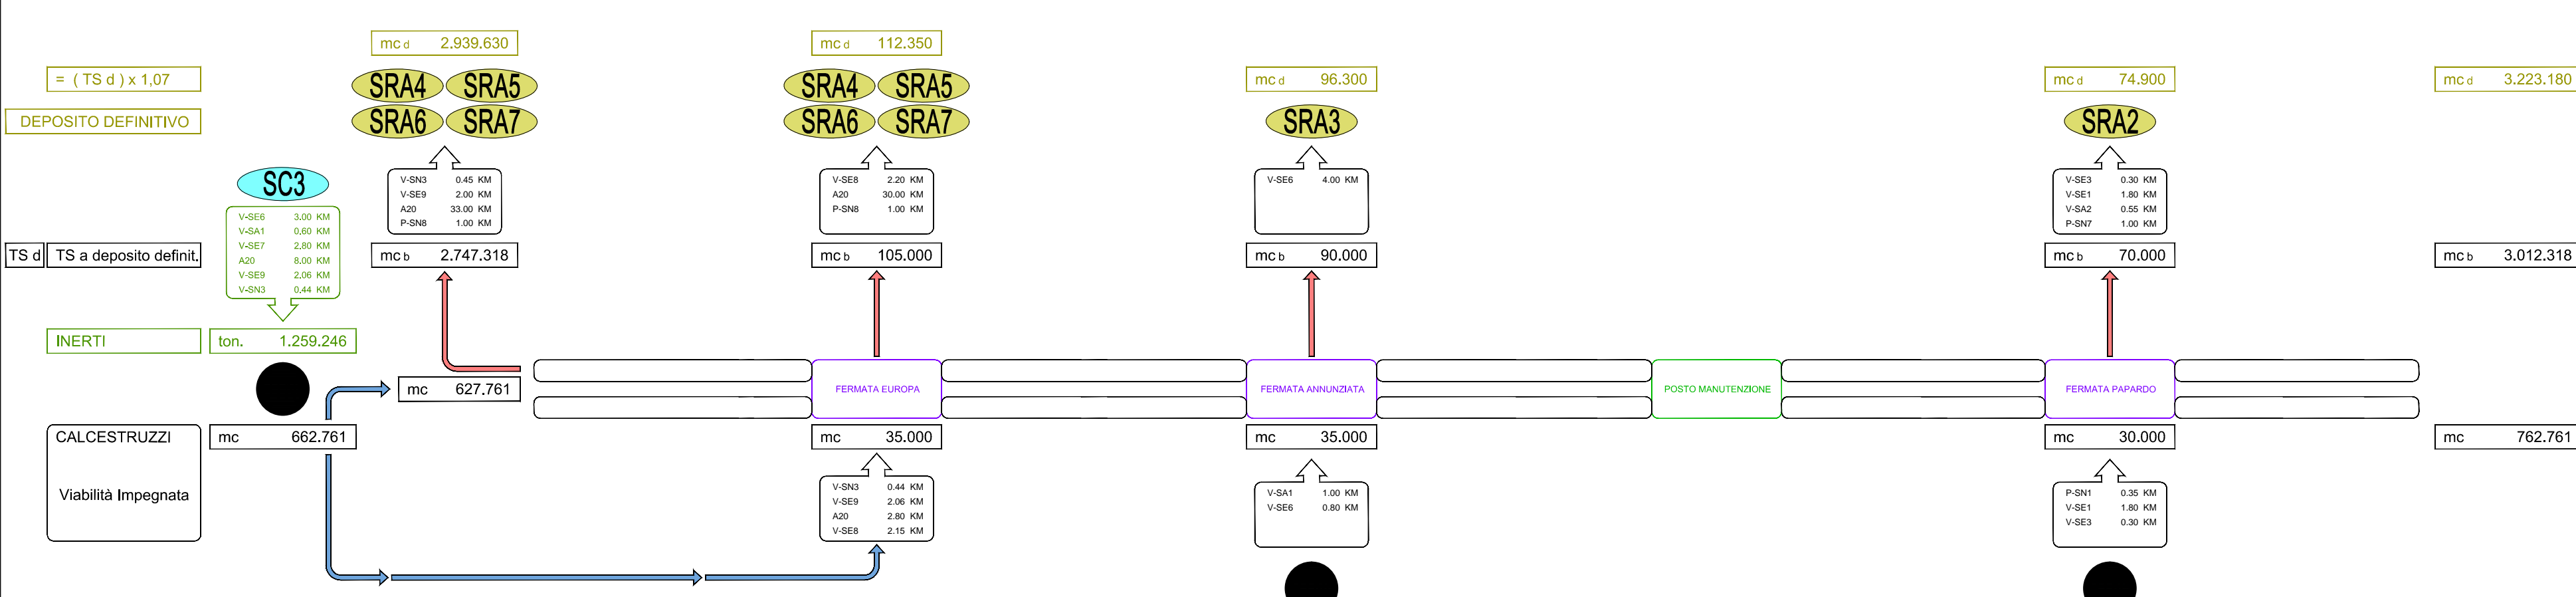 mc d 2.939.630
mc d 112.350
= ( TS d ) x 1,07
mc d 96.300
mc d 74.900
mc d 3.223.180
SRA4 SRA5
SRA4 SRA5
DEPOSITO DEFINITIVO
SRA6 SRA7
SRA6 SRA7
SRA3
SRA2
SC3
V-SE6 3.00 KM
V-SA1 0,60 KM
V-SE7 2,80 KM
A20 8.00 KM
V-SE9 2,06 KM
V-SN3 0.44 KM
V-SN3 0.45 KM
V-SE9 2.00 KM
A20 33.00 KM
P-SN8 1.00 KM
V-SE8 2.20 KM
A20 30.00 KM
P-SN8 1.00 KM
V-SE6 4.00 KM
V-SE3 0.30 KM
V-SE1 1.80 KM
V-SA2 0.55 KM
P-SN7 1.00 KM
TS d TS a deposito definit.
mc b 2.747.318
mc b 105.000
mc b 90.000
mc b 70.000
mc b 3.012.318
INERTI
ton. 1.259.246
mc 627.761
FERMATA EUROPA
FERMATA ANNUNZIATA
POSTO MANUTENZIONE
FERMATA PAPARDO
CALCESTRUZZI
Viabilità Impegnata
mc 662.761
mc 35.000
mc 35.000
mc 30.000
mc 762.761
V-SN3 0.44 KM
V-SE9 2.06 KM
A20 2.80 KM
V-SE8 2.15 KM
V-SA1 1.00 KM
V-SE6 0.80 KM
P-SN1 0.35 KM
V-SE1 1.80 KM
V-SE3 0.30 KM